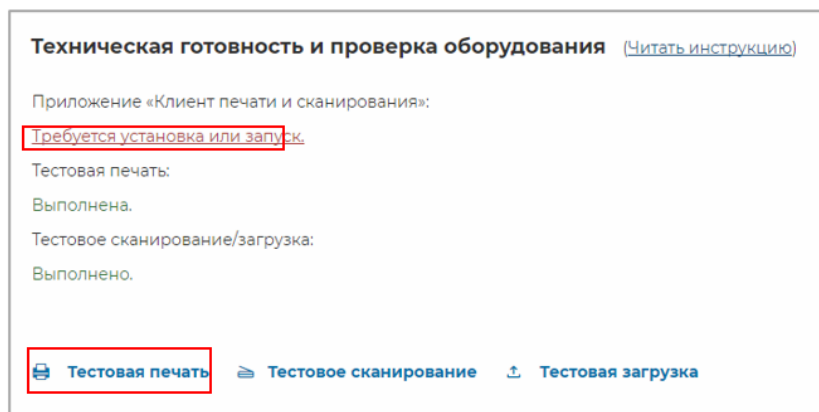 Техническая готовность и проверка оборудования (Читать инструкцию)
Приложение «Клиент печати и сканирования»:
Требуется установка или запуск.
Тестовая печать:
Выполнена.
Тестовое сканирование/загрузка:
Выполнено.
Тестовая печать Тестовое сканирование Тестовая загрузка